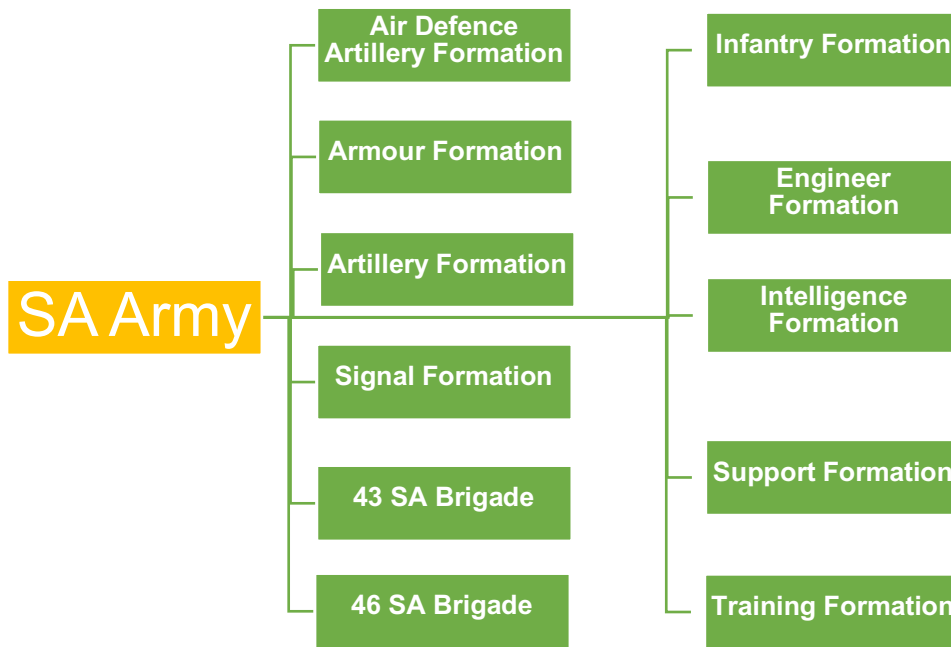 SA Army
Air Defence
Artillery Formation
Armour Formation
Artillery Formation
Signal Formation
43 SA Brigade
46 SA Brigade
Infantry Formation
Engineer
Formation
Intelligence
Formation
Support Formation
Training Formation